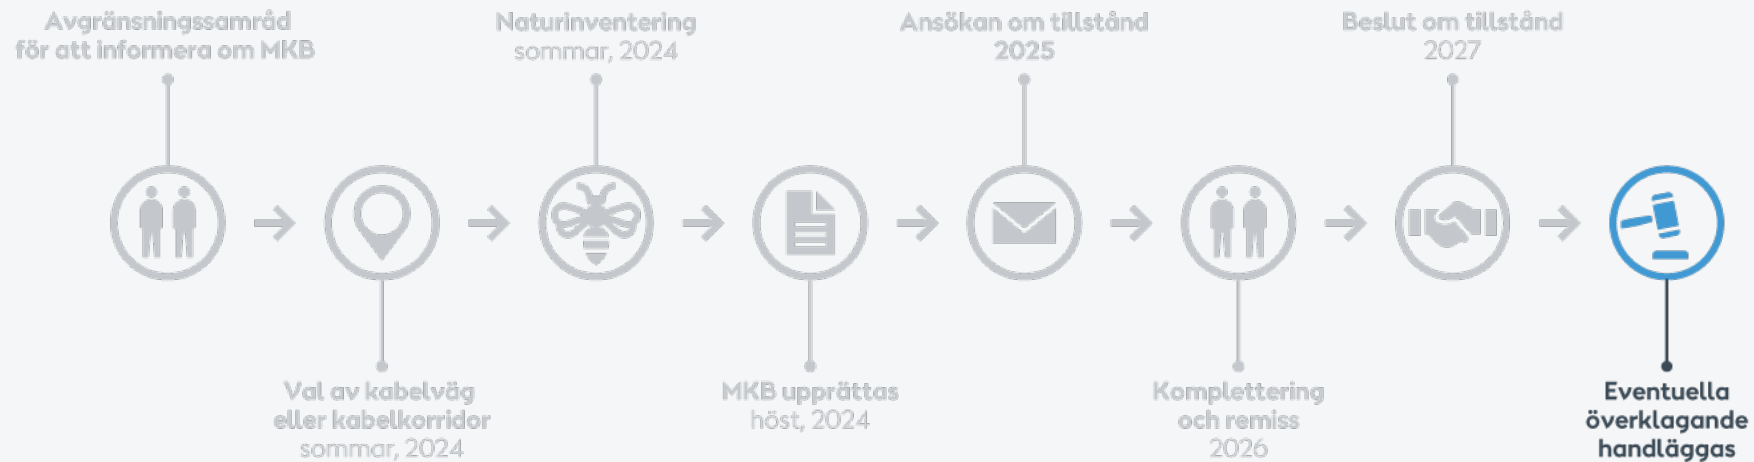 Avgränsningssamråd
för att informera om MKB
Val av kabelväg
eller kabelkorridor
sommar, 2024
Naturinventering
sommar, 2024
MKB upprättas
höst, 2024
Ansökan om tillstånd
2025
Komplettering
och remiss
2026
Beslut om tillstånd
2027
Eventuella
överklagande
handläggas